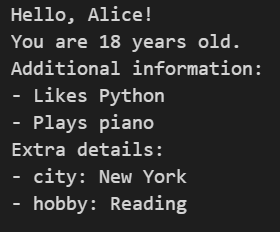 Hello, Alice!
You are 18 years old.
Additional information:
- Likes Python
- Plays piano
Extra details:
- city: New York
- hobby: Reading